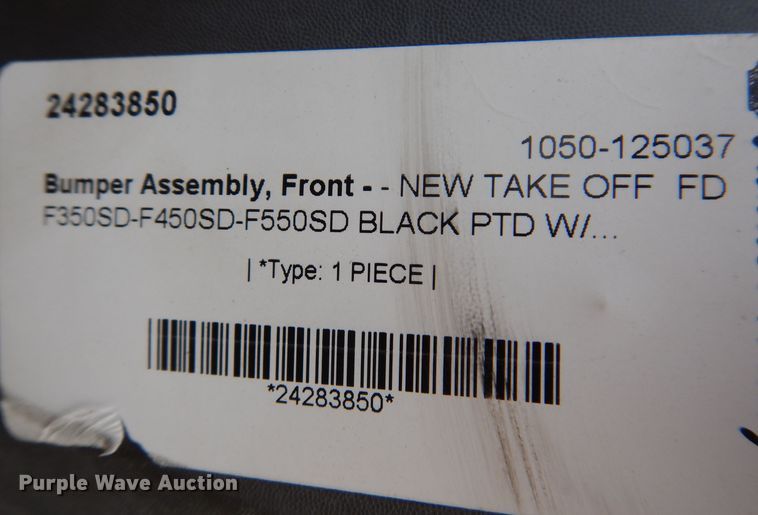 24283850
1050-125037
Bumper Assembly, Front - - NEW TAKE OFF FD
F350SD-F450SD-F550SD BLACK PTD W/...
| *Type: 1 PIECE |
*24283850*
Purple Wave Auction